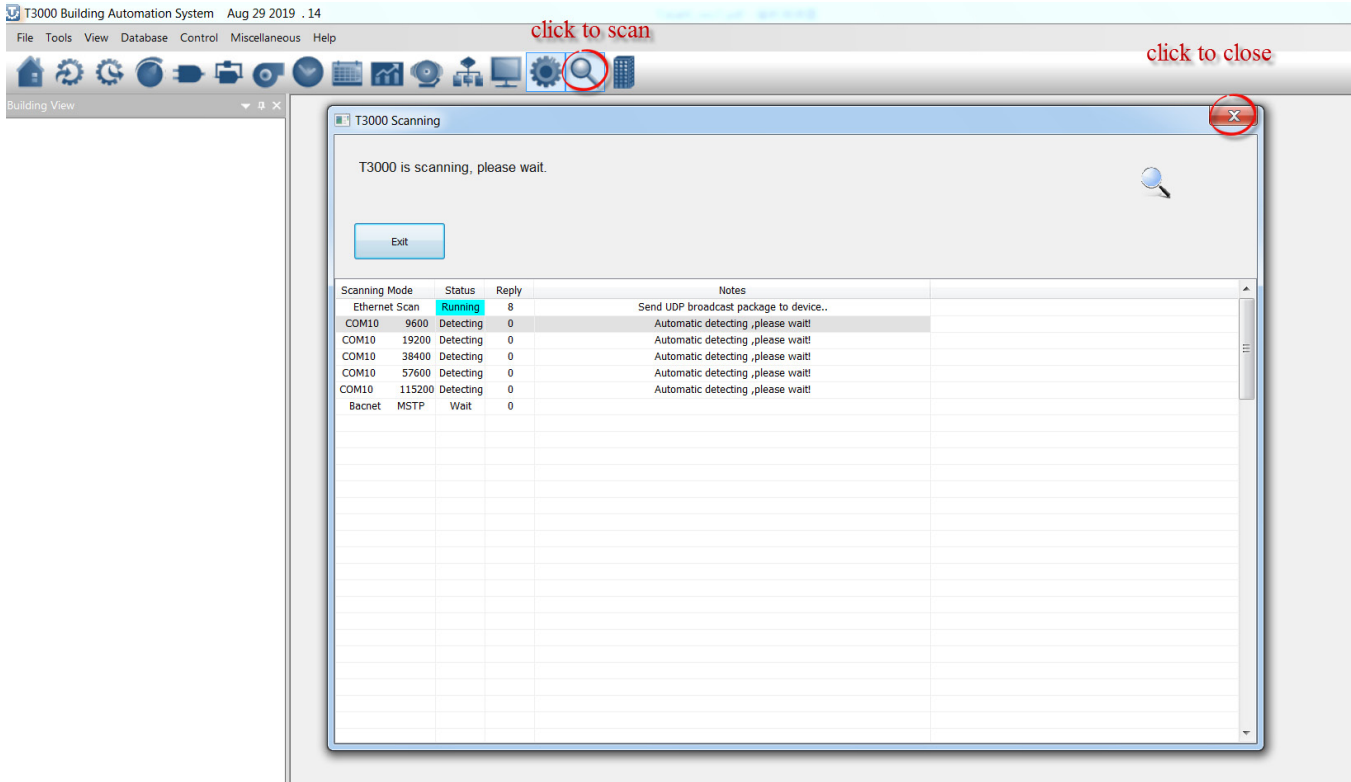 T3000 Building Automation System Aug 29 2019 . 14
File Tools View Database Control Miscellaneous Help
click to scan
click to close
Building View
T3000 Scanning
X
T3000 is scanning, please wait.
Exit
Scanning Mode Status Reply Notes
Ethernet Scan Running 8 Send UDP broadcast package to device..
COM10 9600 Detecting 0 Automatic detecting ,please wait!
COM10 19200 Detecting 0 Automatic detecting ,please wait!
COM10 38400 Detecting 0 Automatic detecting ,please wait!
COM10 57600 Detecting 0 Automatic detecting ,please wait!
COM10 115200 Detecting 0 Automatic detecting ,please wait!
Bacnet MSTP Wait 0